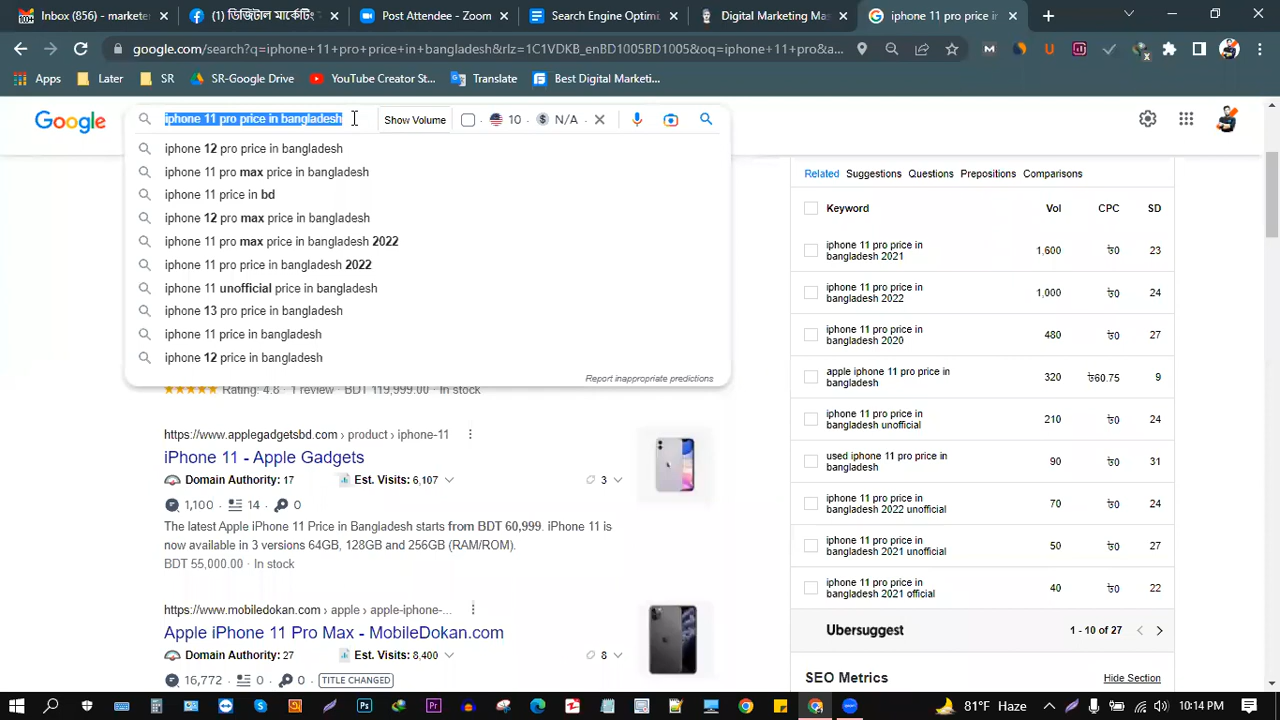 Inbox (856) - marketer
(1) ডিজিটাল মার্কেটিং
Post Attendee - Zoom
Search Engine Optimi
Digital Marketing Ma
iphone 11 pro price in
google.com/search?q=iphone+11+pro+price+in+bangladesh&rlz=1C1VDKB_enBD1005BD1005&oq=iphone+11+pro&a...
Apps
Later
SR
SR-Google Drive
YouTube Creator St...
Translate
Best Digital Marketi...
Google
iphone 11 pro price in bangladesh
Show Volume
10
N/A
iphone 12 pro price in bangladesh
iphone 11 pro max price in bangladesh
iphone 11 price in bd
iphone 12 pro max price in bangladesh
iphone 11 pro max price in bangladesh 2022
iphone 11 pro price in bangladesh 2022
iphone 11 unofficial price in bangladesh
iphone 13 pro price in bangladesh
iphone 11 price in bangladesh
iphone 12 price in bangladesh
Report inappropriate predictions
Rating: 4.8 · 1 review · BDT 119,999.00 · In stock
https://www.applegadgetsbd.com › product › iphone-11
iPhone 11 - Apple Gadgets
Domain Authority: 17
Est. Visits: 6,107
3
1,100
14
0
The latest Apple iPhone 11 Price in Bangladesh starts from BDT 60,999. iPhone 11 is
now available in 3 versions 64GB, 128GB and 256GB (RAM/ROM).
BDT 55,000.00 · In stock
https://www.mobiledokan.com › apple › apple-iphone-...
Apple iPhone 11 Pro Max - MobileDokan.com
Domain Authority: 27
Est. Visits: 8,400
8
16,772
0
0
TITLE CHANGED
Related
Suggestions
Questions
Prepositions
Comparisons
Keyword
Vol
CPC
SD
iphone 11 pro price in
bangladesh 2021
1,600
৳0
23
iphone 11 pro price in
bangladesh 2022
1,000
৳0
24
iphone 11 pro price in
bangladesh 2020
480
৳0
27
apple iphone 11 pro price in
bangladesh
320
৳60.75
9
iphone 11 pro price in
bangladesh unofficial
210
৳0
24
used iphone 11 pro price in
bangladesh
90
৳0
31
iphone 11 pro price in
bangladesh 2022 unofficial
70
৳0
24
iphone 11 pro price in
bangladesh 2021 unofficial
50
৳0
27
iphone 11 pro price in
bangladesh 2021 official
40
৳0
22
Ubersuggest
1 - 10 of 27
SEO Metrics
Hide Section
81°F Haze
10:14 PM